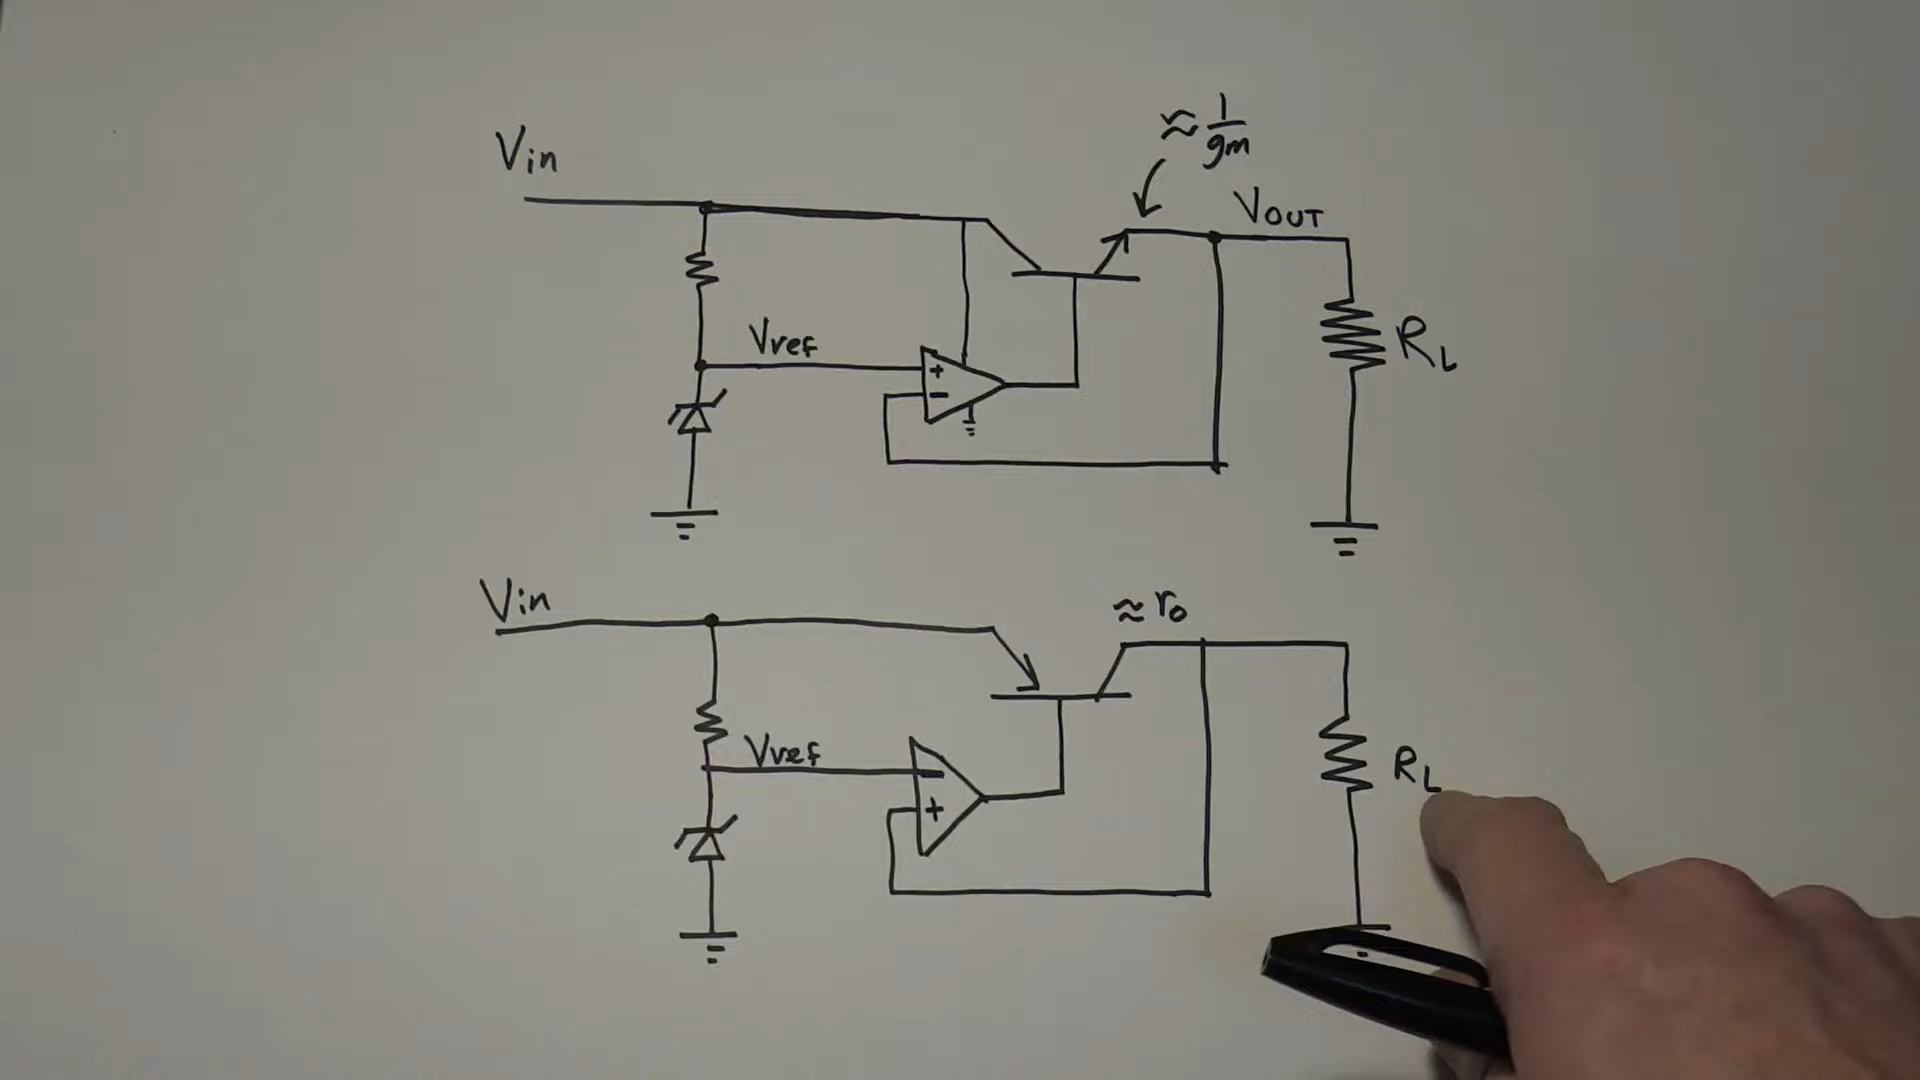 ≈ 1/gm
Vin
VOUT
Vref
RL
+
-
Vin
≈ ro
Vref
RL
-
+